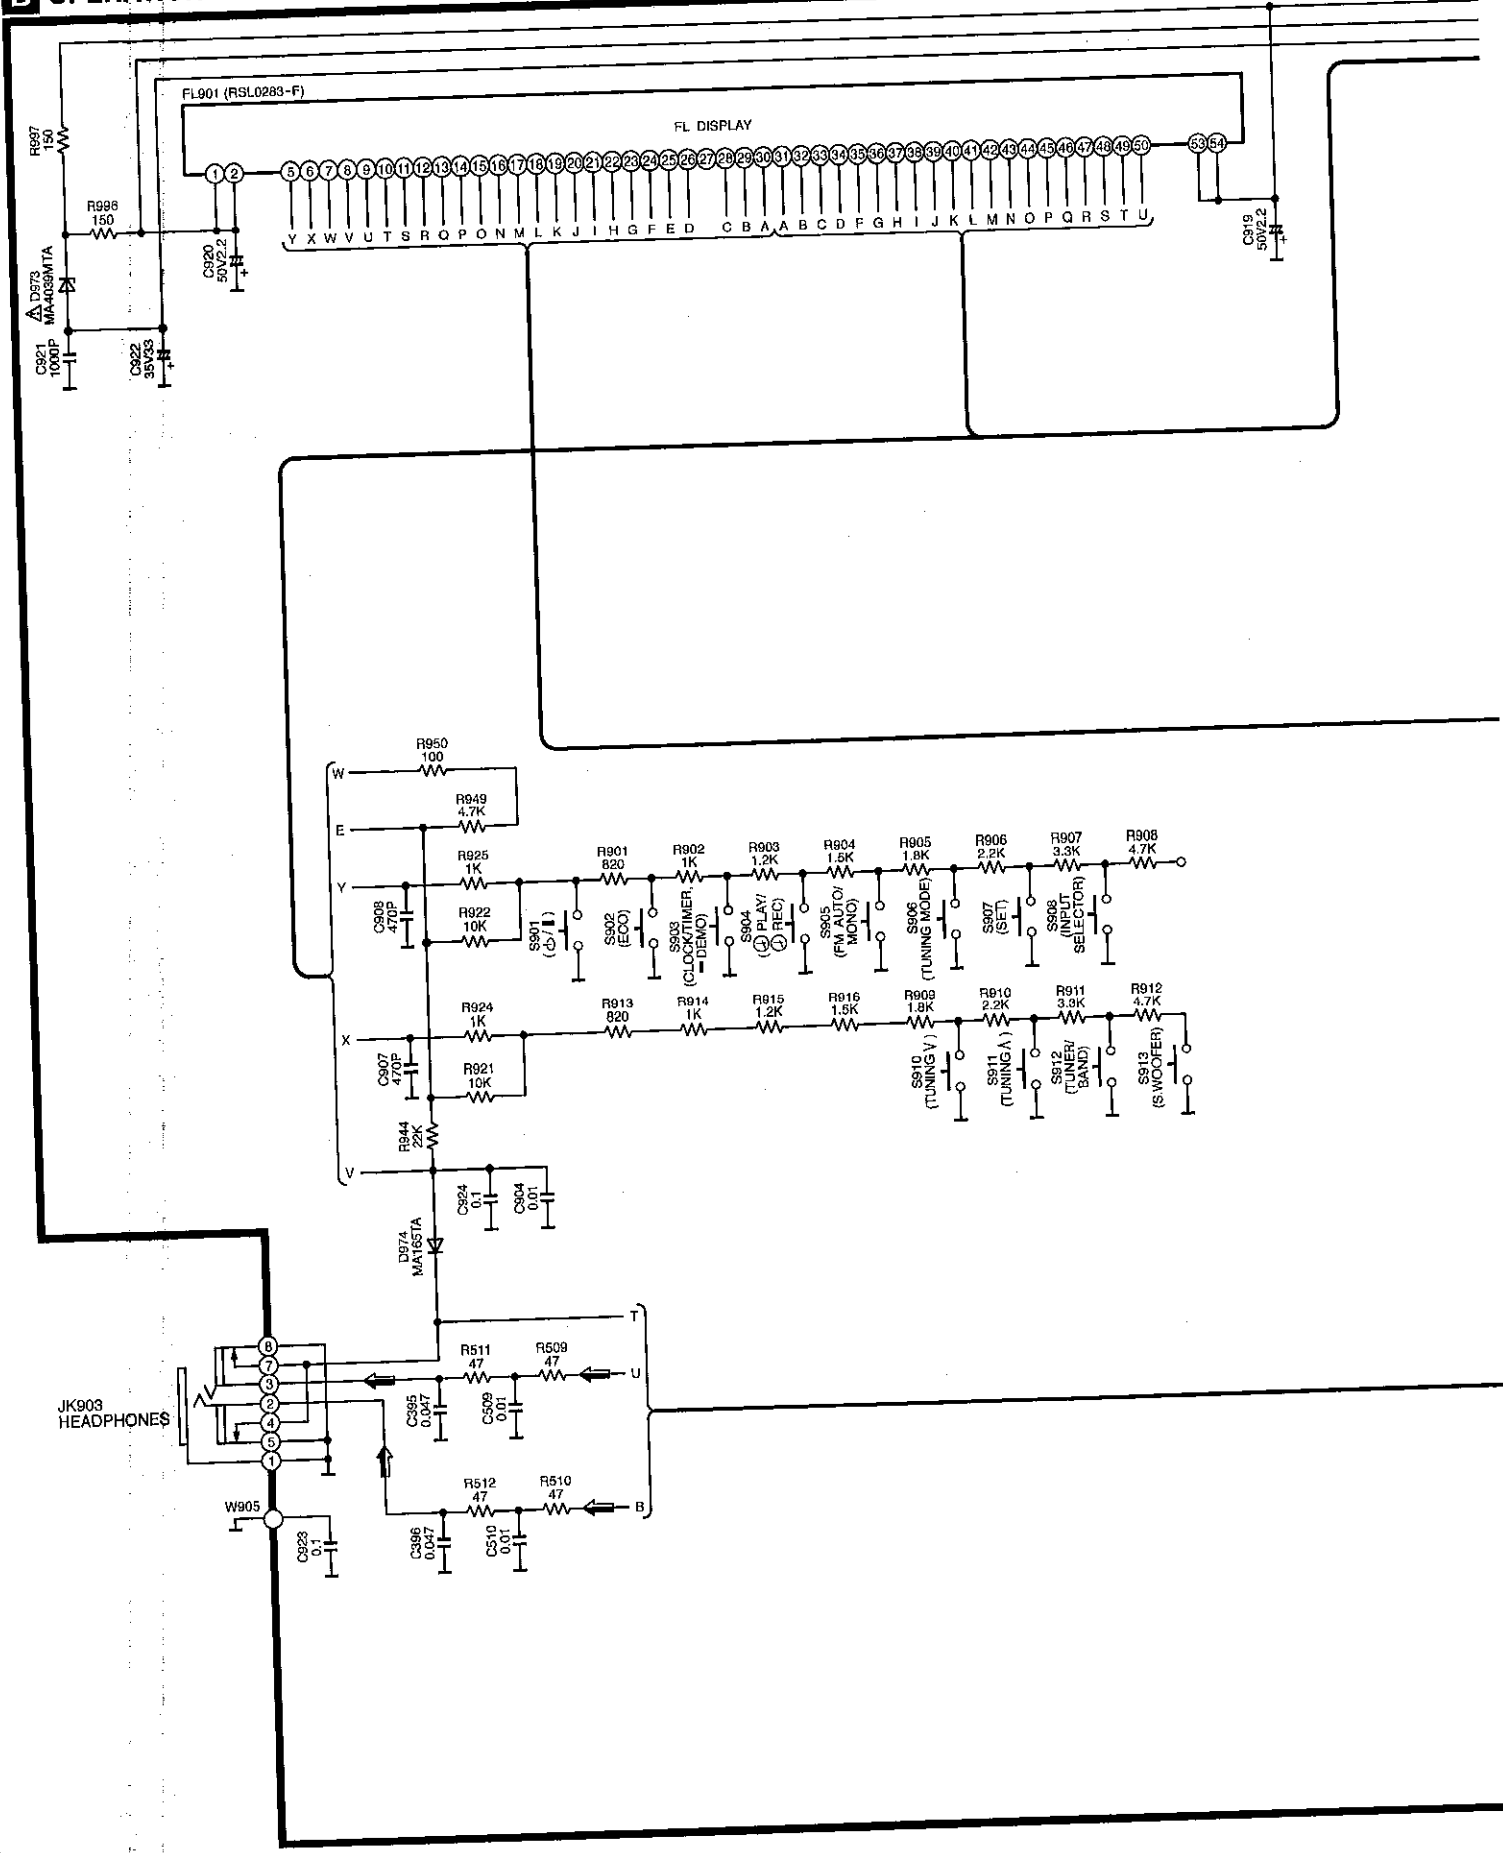 FL901 (RSL0283-F)
FL DISPLAY
1 2 5 6 7 8 9 10 11 12 13 14 15 16 17 18 19 20 21 22 23 24 25 26 27 28 29 30 31 32 33 34 35 36 37 38 39 40 41 42 43 44 45 46 47 48 49 50 53 54
Y X W V U T S R Q P O N M L K J I H G F E D C B A A B C D F G H I J K L M N O P Q R S T U
R997
150
R996
150
D973
MA4039MTA
C920
50V2.2
+
C919
50V2.2
+
C921
1000P
C922
35V33
+
W
R950
100
E
R949
4.7K
Y
R925
1K
R901
820
R902
1K
R903
1.2K
R904
1.5K
R905
1.8K
R906
2.2K
R907
3.3K
R908
4.7K
C908
470P
R922
10K
S901
S902
(ECO)
S903
(CLOCK/TIMER,
DEMO)
S904
( PLAY/
REC)
S905
(FM AUTO/
MONO)
S906
(TUNING MODE)
S907
(SET)
S908
(INPUT
SELECTOR)
X
R924
1K
R913
820
R914
1K
R915
1.2K
R916
1.5K
R909
1.8K
R910
2.2K
R911
3.3K
R912
4.7K
C907
470P
R921
10K
S910
(TUNING ∨)
S911
(TUNING ∧)
S912
(TUNER/
BAND)
S913
(S.WOOFER)
R944
22K
V
C924
0.1
C904
0.01
D974
MA165TA
T
R511
47
R509
47
U
C395
0.047
C509
0.01
8
7
3
2
4
5
1
JK903
HEADPHONES
R512
47
R510
47
B
C396
0.047
C510
0.01
W905
C923
0.1